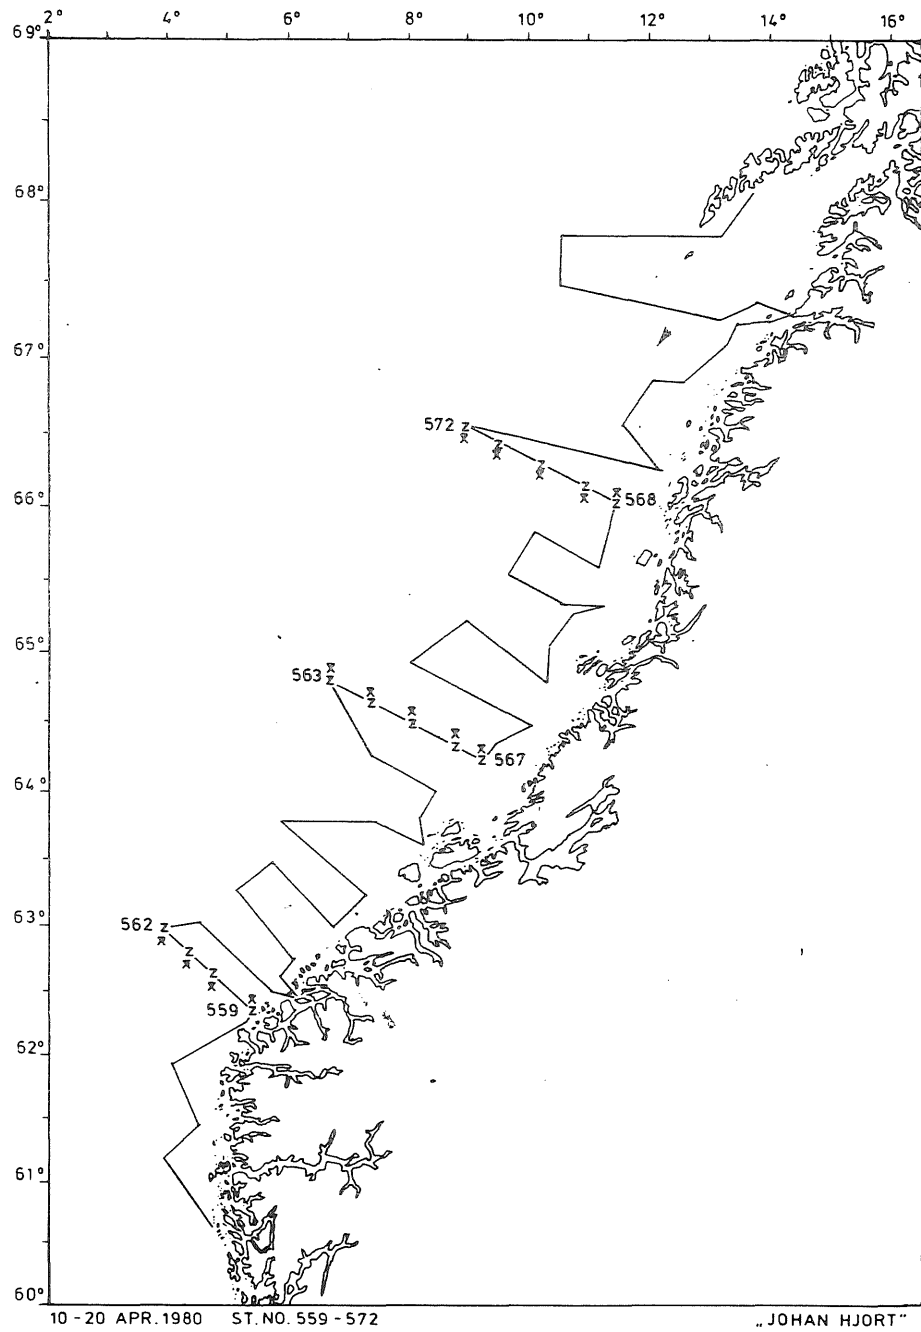 2° 4° 6° 8° 10° 12° 14° 16°
69°
68°
67°
572 Z
Z
Z
Z
66°
Z 568
65°
563 Z
Z
Z
Z
Z 567
64°
63°
562 Z
Z
Z
559 Z
62°
61°
60°
10-20 APR. 1980 ST. NO. 559-572 „JOHAN HJORT"